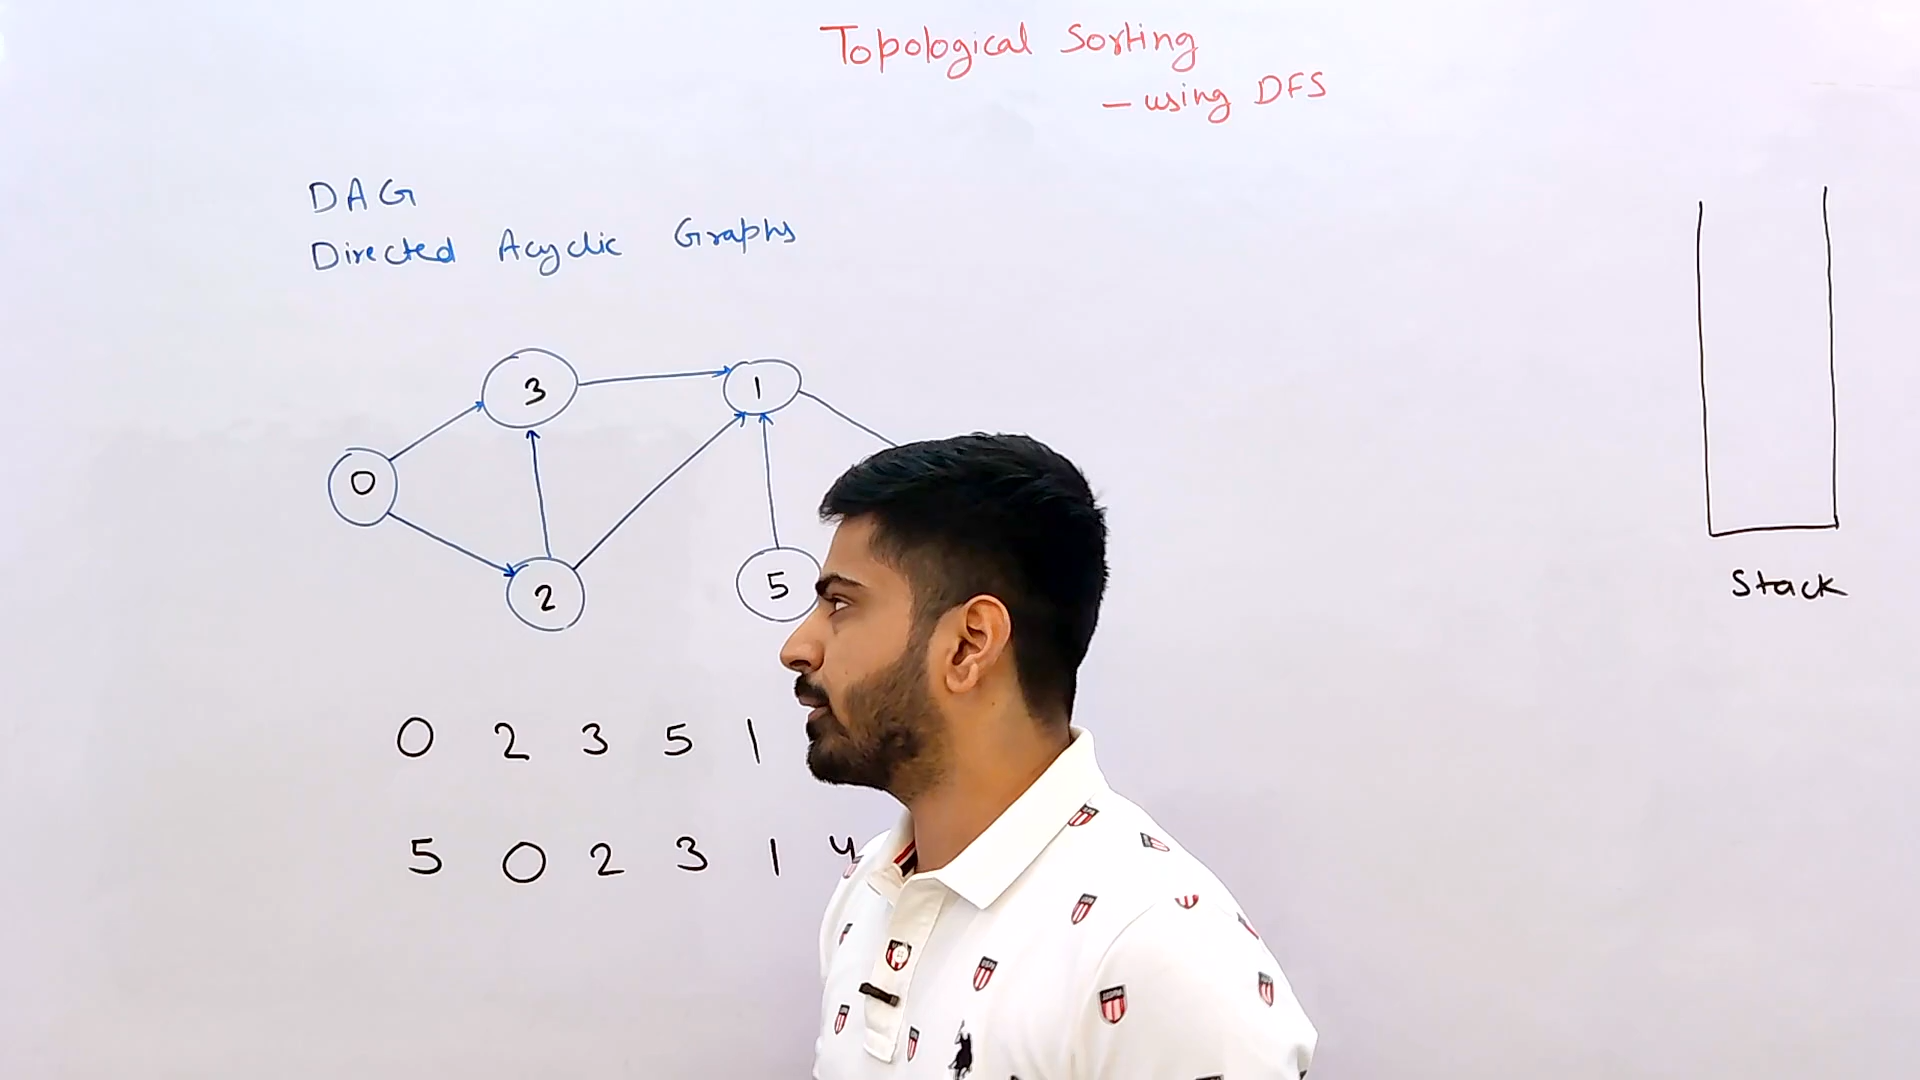 Topological Sorting
- using DFS
DAG
Directed Acyclic Graphs
3
1
0
2
5
Stack
0 2 3 5 1
5 0 2 3 1 4